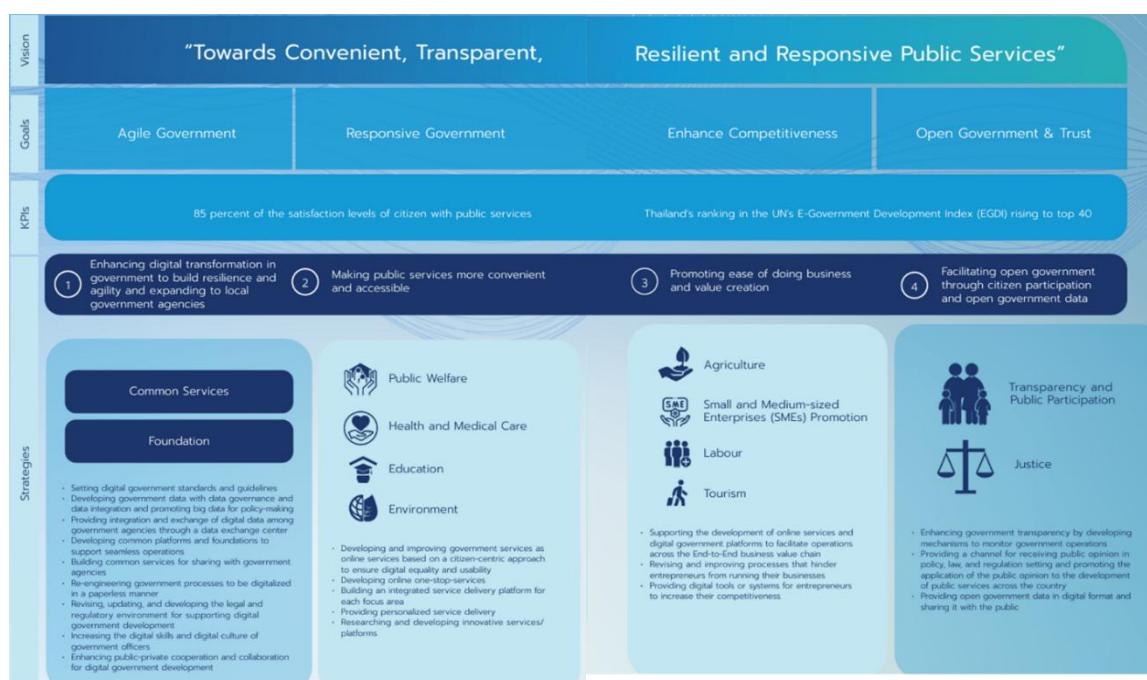 Vision
“Towards Convenient, Transparent, Resilient and Responsive Public Services”
Goals
Agile Government
Responsive Government
Enhance Competitiveness
Open Government & Trust
KPIs
85 percent of the satisfaction levels of citizen with public services
Thailand's ranking in the UN's E-Government Development Index (EGDI) rising to top 40
Strategies
1
Enhancing digital transformation in
government to build resilience and
agility and expanding to local
government agencies
2
Making public services more convenient
and accessible
3
Promoting ease of doing business
and value creation
4
Facilitating open government
through citizen participation
and open government data
Common Services
Foundation
• Setting digital government standards and guidelines
• Developing government data with data governance and
data integration and promoting big data for policy-making
• Providing integration and exchange of digital data among
government agencies through a data exchange center
• Developing common platforms and foundations to
support seamless operations
• Building common services for sharing with government
agencies
• Re-engineering government processes to be digitalized
in a paperless manner
• Revising, updating, and developing the legal and
regulatory environment for supporting digital
government development
• Increasing the digital skills and digital culture of
government officers
• Enhancing public-private cooperation and collaboration
for digital government development
Public Welfare
Health and Medical Care
Education
Environment
• Developing and improving government services as
online services based on a citizen-centric approach
to ensure digital equality and usability
• Developing online one-stop-services
• Building an integrated service delivery platform for
each focus area
• Providing personalized service delivery
• Researching and developing innovative services/
platforms
Agriculture
SME
Small and Medium-sized
Enterprises (SMEs) Promotion
Labour
Tourism
• Supporting the development of online services and
digital government platforms to facilitate operations
across the End-to-End business value chain
• Revising and improving processes that hinder
entrepreneurs from running their businesses
• Providing digital tools or systems for entrepreneurs
to increase their competitiveness
Transparency and
Public Participation
Justice
• Enhancing government transparency by developing
mechanisms to monitor government operations
• Providing a channel for receiving public opinion in
policy, law, and regulation setting and promoting the
application of the public opinion to the development
of public services across the country
• Providing open government data in digital format and
sharing it with the public